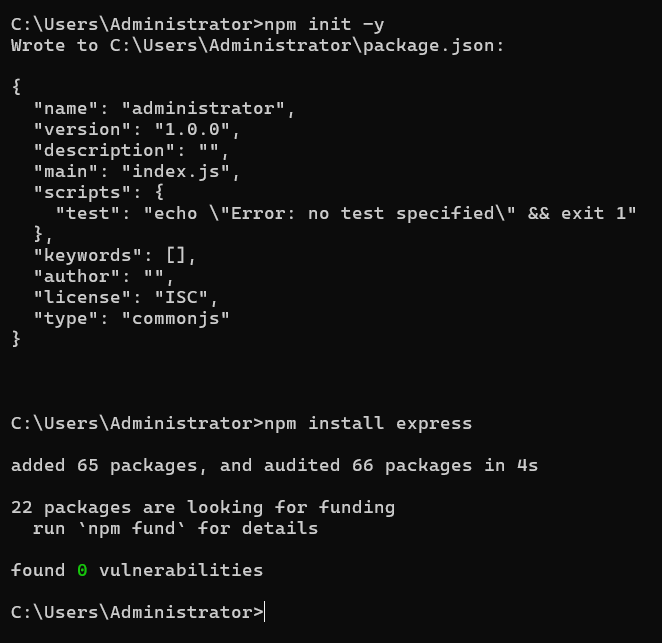 C:\Users\Administrator>npm init -y
Wrote to C:\Users\Administrator\package.json:
{
  "name": "administrator",
  "version": "1.0.0",
  "description": "",
  "main": "index.js",
  "scripts": {
    "test": "echo \"Error: no test specified\" && exit 1"
  },
  "keywords": [],
  "author": "",
  "license": "ISC",
  "type": "commonjs"
}
C:\Users\Administrator>npm install express
added 65 packages, and audited 66 packages in 4s
22 packages are looking for funding
  run `npm fund` for details
found 0 vulnerabilities
C:\Users\Administrator>